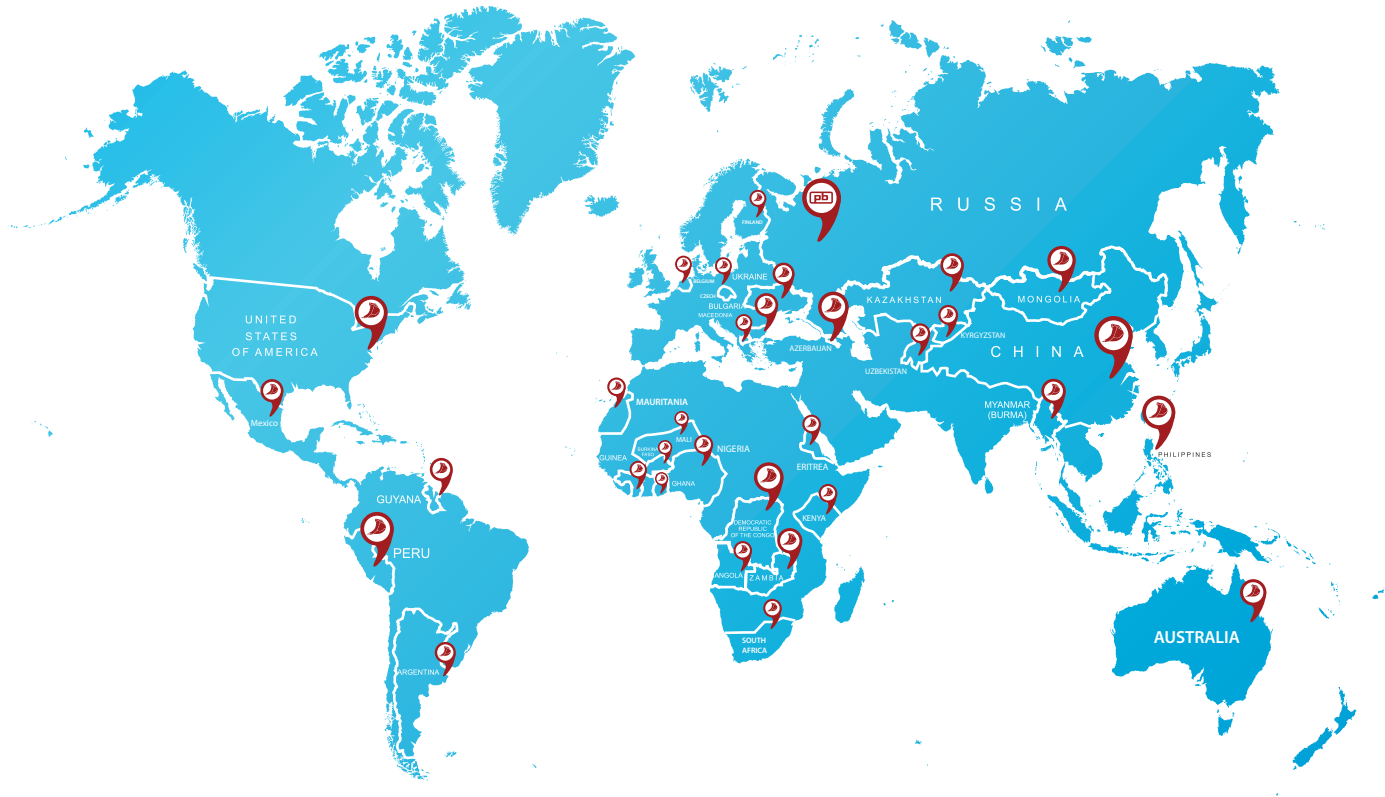 RUSSIA
pb
FINLAND
BELGIUM
UKRAINE
CZECH
BULGARIA
MACEDONIA
KAZAKHSTAN
MONGOLIA
UNITED
STATES
OF AMERICA
AZERBAIJAN
KYRGYZSTAN
CHINA
UZBEKISTAN
Mexico
MAURITANIA
MYANMAR
(BURMA)
MALI
BURKINA
FASO
NIGERIA
GUINEA
PHILIPPINES
ERITREA
GHANA
GUYANA
KENYA
DEMOCRATIC
REPUBLIC
OF THE CONGO
PERU
ANGOLA
ZAMBIA
SOUTH
AFRICA
AUSTRALIA
ARGENTINA